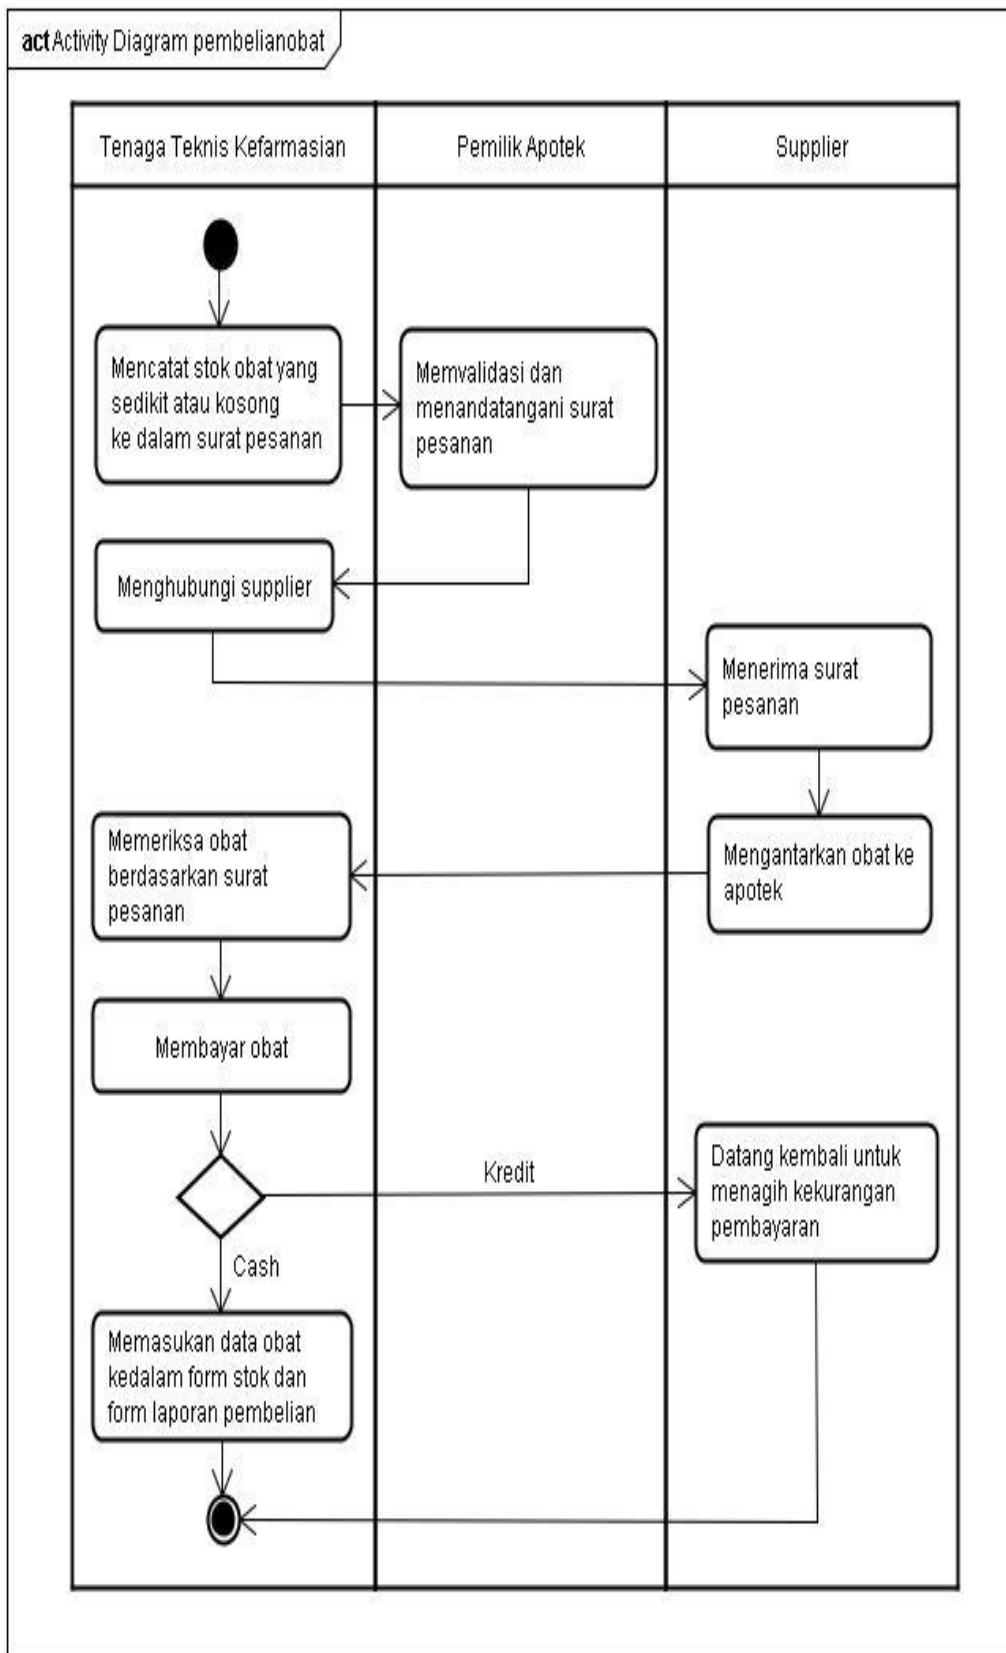 act Activity Diagram pembelianobat
Tenaga Teknis Kefarmasian
Pemilik Apotek
Supplier
Mencatat stok obat yang
sedikit atau kosong
ke dalam surat pesanan
Memvalidasi dan
menandatangani surat
pesanan
Menghubungi supplier
Menerima surat
pesanan
Mengantarkan obat ke
apotek
Memeriksa obat
berdasarkan surat
pesanan
Membayar obat
Kredit
Datang kembali untuk
menagih kekurangan
pembayaran
Cash
Memasukan data obat
kedalam form stok dan
form laporan pembelian